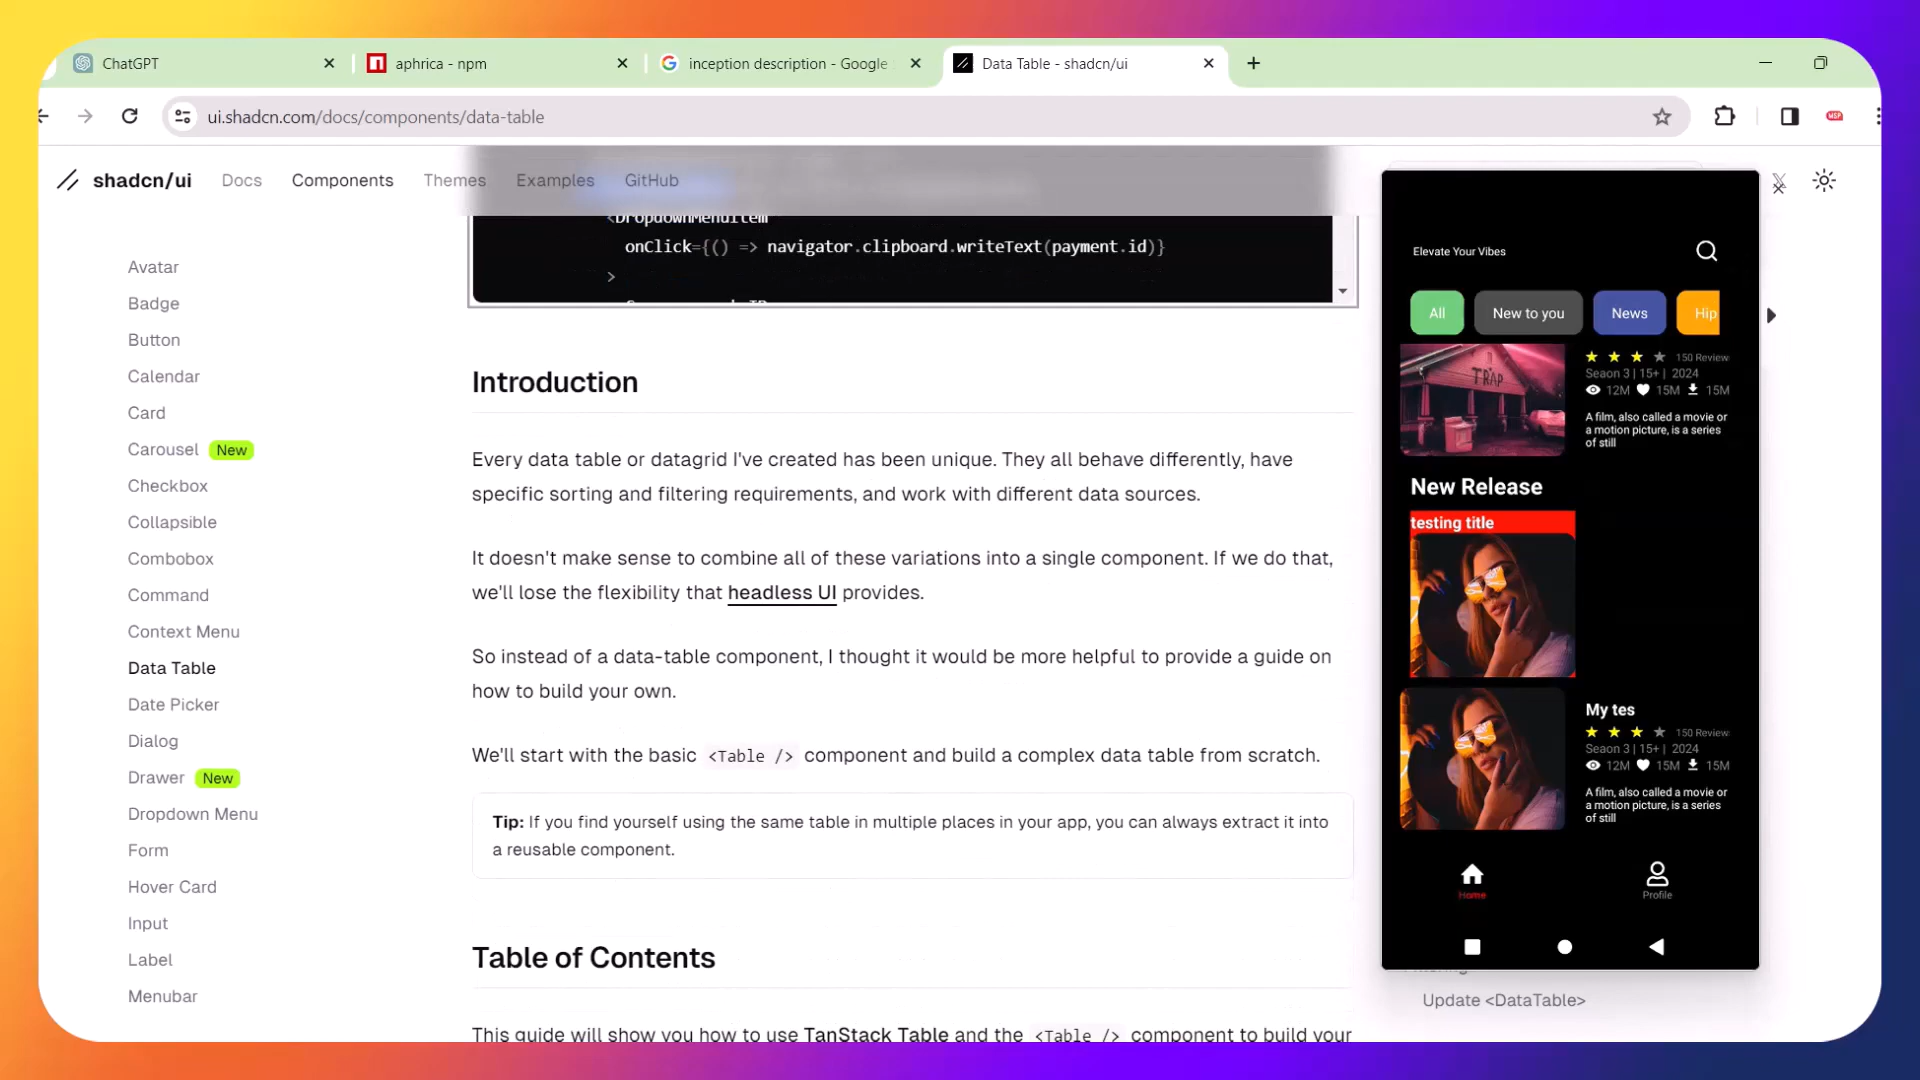 ChatGPT
aphrica - npm
inception description - Google
Data Table - shadcn/ui
ui.shadcn.com/docs/components/data-table
shadcn/ui
Docs
Components
Themes
Examples
GitHub
Avatar
Badge
Button
Calendar
Card
Carousel New
Checkbox
Collapsible
Combobox
Command
Context Menu
Data Table
Date Picker
Dialog
Drawer New
Dropdown Menu
Form
Hover Card
Input
Label
Menubar
<DropdownMenuItem
onClick={() => navigator.clipboard.writeText(payment.id)}
>
Introduction
Every data table or datagrid I've created has been unique. They all behave differently, have
specific sorting and filtering requirements, and work with different data sources.
It doesn't make sense to combine all of these variations into a single component. If we do that,
we'll lose the flexibility that headless UI provides.
So instead of a data-table component, I thought it would be more helpful to provide a guide on
how to build your own.
We'll start with the basic <Table /> component and build a complex data table from scratch.
Tip: If you find yourself using the same table in multiple places in your app, you can always extract it into
a reusable component.
Table of Contents
This guide will show you how to use TanStack Table and the <Table /> component to build your
Elevate Your Vibes
All
New to you
News
Hip
TRAP
150 Review
Seaon 3 | 15+ | 2024
12M 15M 15M
A film, also called a movie or
a motion picture, is a series
of still
New Release
testing title
My tes
150 Review
Seaon 3 | 15+ | 2024
12M 15M 15M
A film, also called a movie or
a motion picture, is a series
of still
Home
Profile
Update <DataTable>